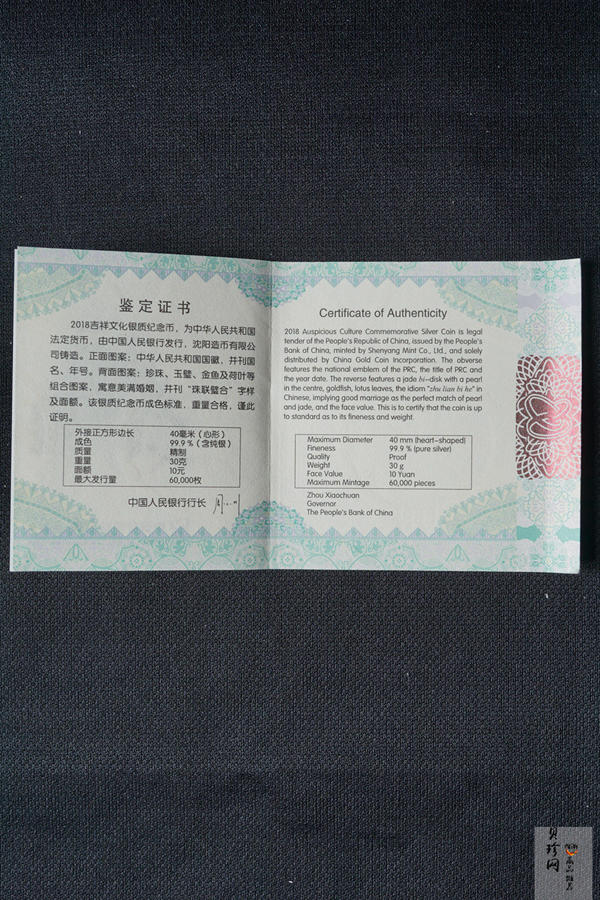 鉴定证书
2018吉祥文化银质纪念币，为中华人民共和国
法定货币，由中国人民银行发行，沈阳造币有限公
司铸造。正面图案：中华人民共和国国徽，并刊国
名、年号。背面图案：珍珠、玉璧、金鱼及荷叶等
组合图案，寓意美满婚姻，并刊“珠联璧合”字样
及面额。该银质纪念币成色标准，重量合格，谨此
证明。
外接正方形边长 40毫米（心形）
成色 99.9％（含纯银）
质量 精制
重量 30克
面额 10元
最大发行量 60,000枚
中国人民银行行长
Certificate of Authenticity
2018 Auspicious Culture Commemorative Silver Coin is legal
tender of the People's Republic of China, issued by the People's
Bank of China, minted by Shenyang Mint Co., Ltd., and solely
distributed by China Gold Coin Incorporation. The obverse
features the national emblem of the PRC, the title of PRC and
the year date. The reverse features a jade hi-disk with a pearl
in the centre, goldfish, lotus leaves, the idiom "zhu lian bi he" in
Chinese, implying good marriage as the perfect match of pearl
and jade, and the face value. This is to certify that the coin is up
to standard as to its fineness and weight.
Maximum Diameter 40 mm (heart-shaped)
Fineness 99.9 % (pure silver)
Quality Proof
Weight 30 g
Face Value 10 Yuan
Maximum Mintage 60,000 pieces
Zhou Xiaochuan
Governor
The People's Bank of China
贝珍网